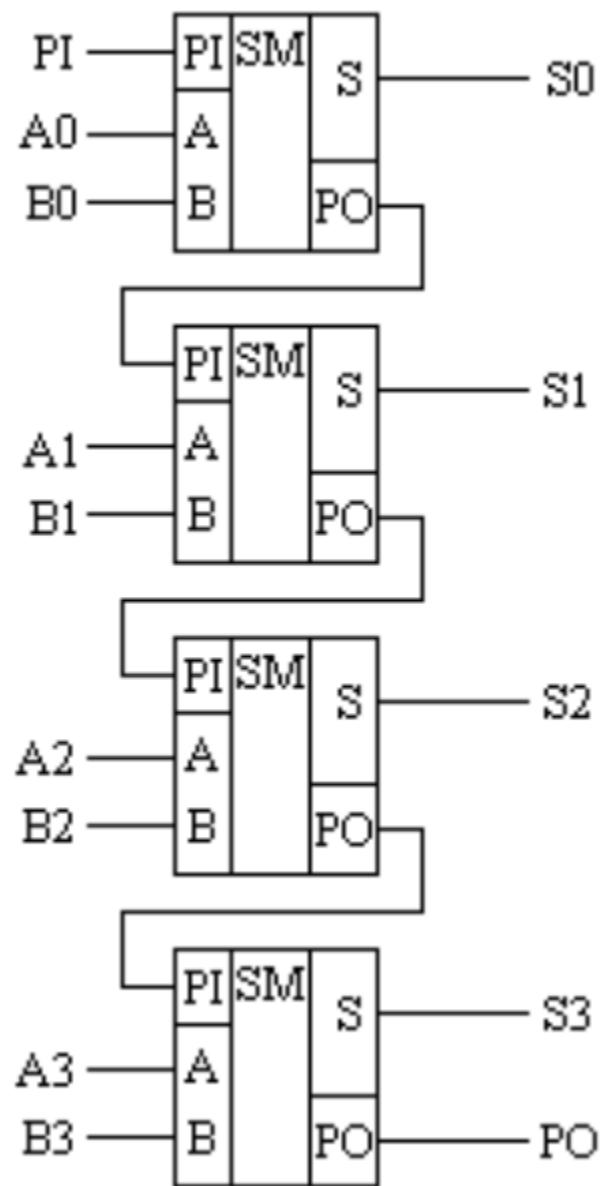 PI PI SM S S0
A0 A
B0 B PO
PI SM S S1
A1 A
B1 B PO
PI SM S S2
A2 A
B2 B PO
PI SM S S3
A3 A
B3 B PO PO